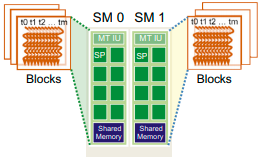 SM 0 SM 1
t0 t1 t2 ... tm
MT IU
MT IU
t0 t1 t2 ... tm
SP
SP
Blocks
Blocks
Shared
Memory
Shared
Memory